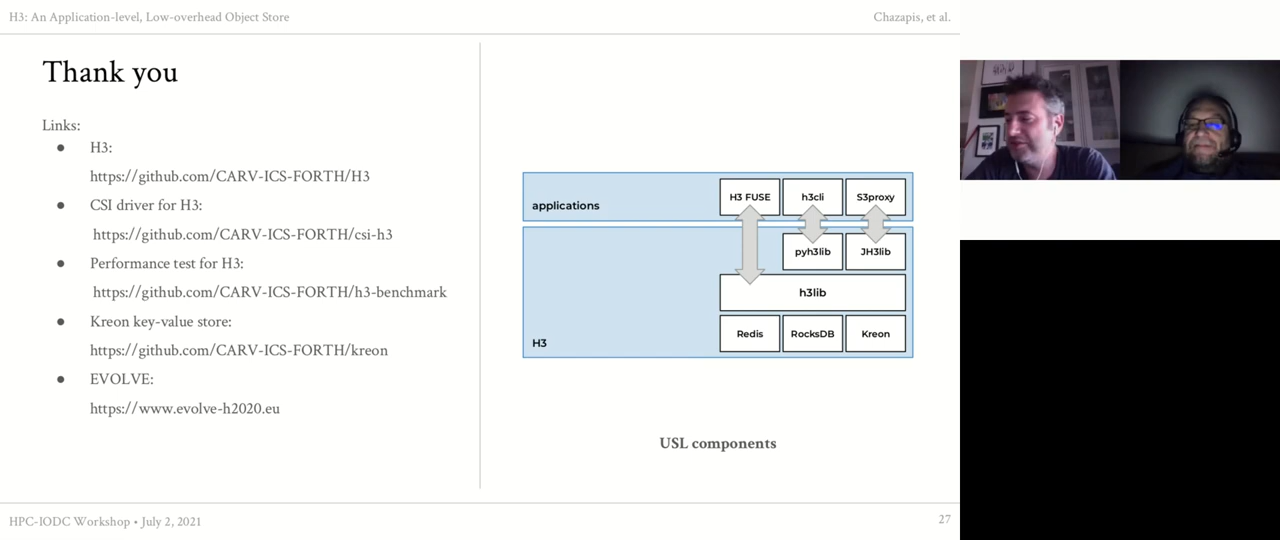 H3: An Application-level, Low-overhead Object Store
Chazapis, et al.
Thank you
Links:
● H3:
https://github.com/CARV-ICS-FORTH/H3
● CSI driver for H3:
https://github.com/CARV-ICS-FORTH/csi-h3
● Performance test for H3:
https://github.com/CARV-ICS-FORTH/h3-benchmark
● Kreon key-value store:
https://github.com/CARV-ICS-FORTH/kreon
● EVOLVE:
https://www.evolve-h2020.eu
applications
H3 FUSE
h3cli
S3proxy
pyh3lib
JH3lib
h3lib
Redis
RocksDB
Kreon
H3
USL components
HPC-IODC Workshop • July 2, 2021
27